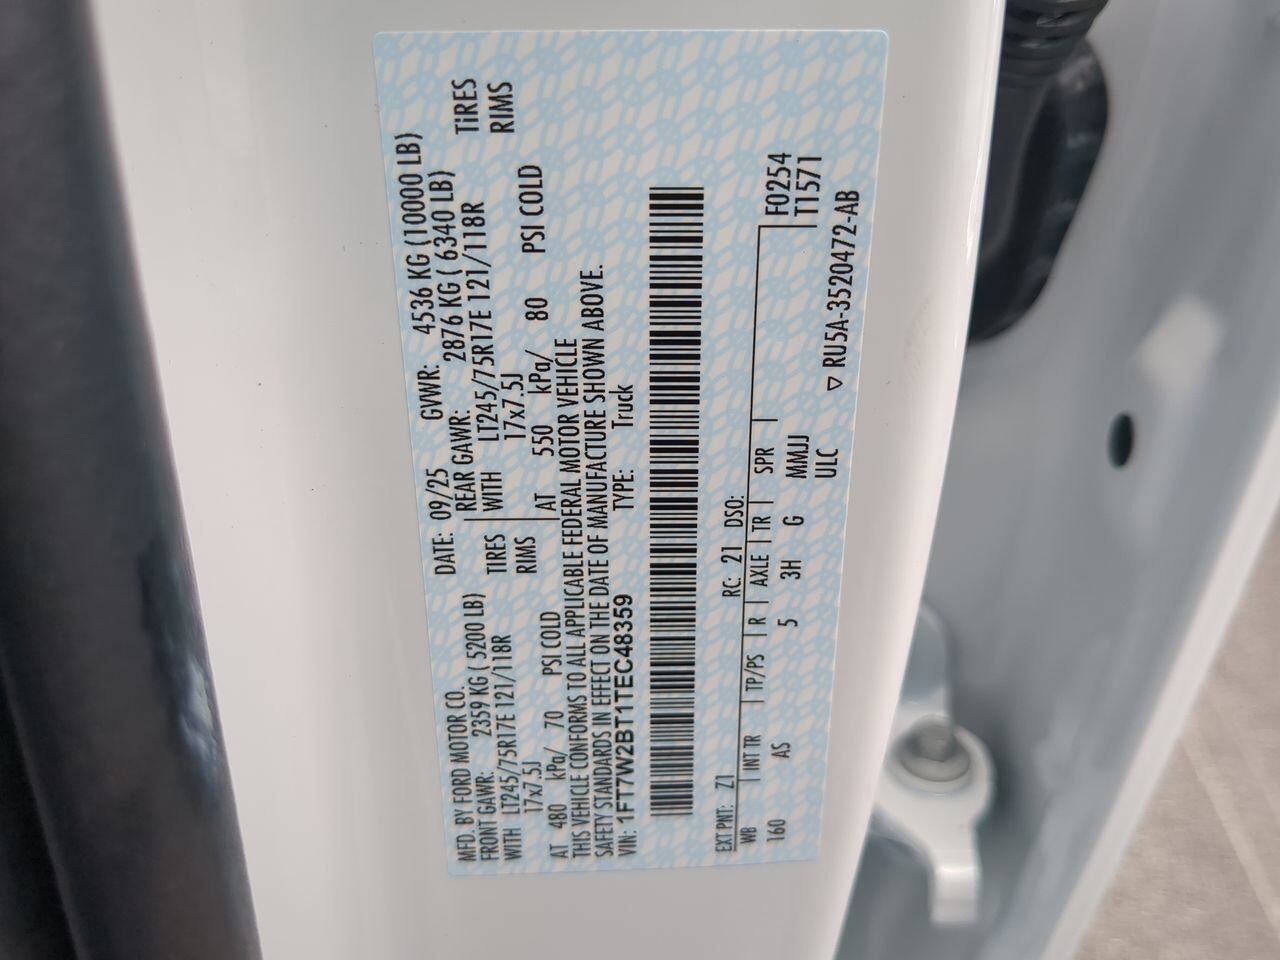 MFD. BY FORD MOTOR CO.
DATE: 09/25 GVWR: 4536 KG (10000 LB)
FRONT GAWR: 2359 KG ( 5200 LB) REAR GAWR: 2876 KG ( 6340 LB)
WITH LT245/75R17E 121/118R TIRES WITH LT245/75R17E 121/118R TIRES
17x7.5J RIMS 17x7.5J RIMS
AT 480 kPa/ 70 PSI COLD AT 550 kPa/ 80 PSI COLD
THIS VEHICLE CONFORMS TO ALL APPLICABLE FEDERAL MOTOR VEHICLE
SAFETY STANDARDS IN EFFECT ON THE DATE OF MANUFACTURE SHOWN ABOVE.
VIN: 1FT7W2BT1TEC48359 TYPE: Truck
EXT PNT: Z1 RC: 21 DSO: F0254
WB INT TR TP/PS R AXLE TR SPR T1571
160 AS 5 3H G MMJJ
ULC
▽ RU5A-3520472-AB